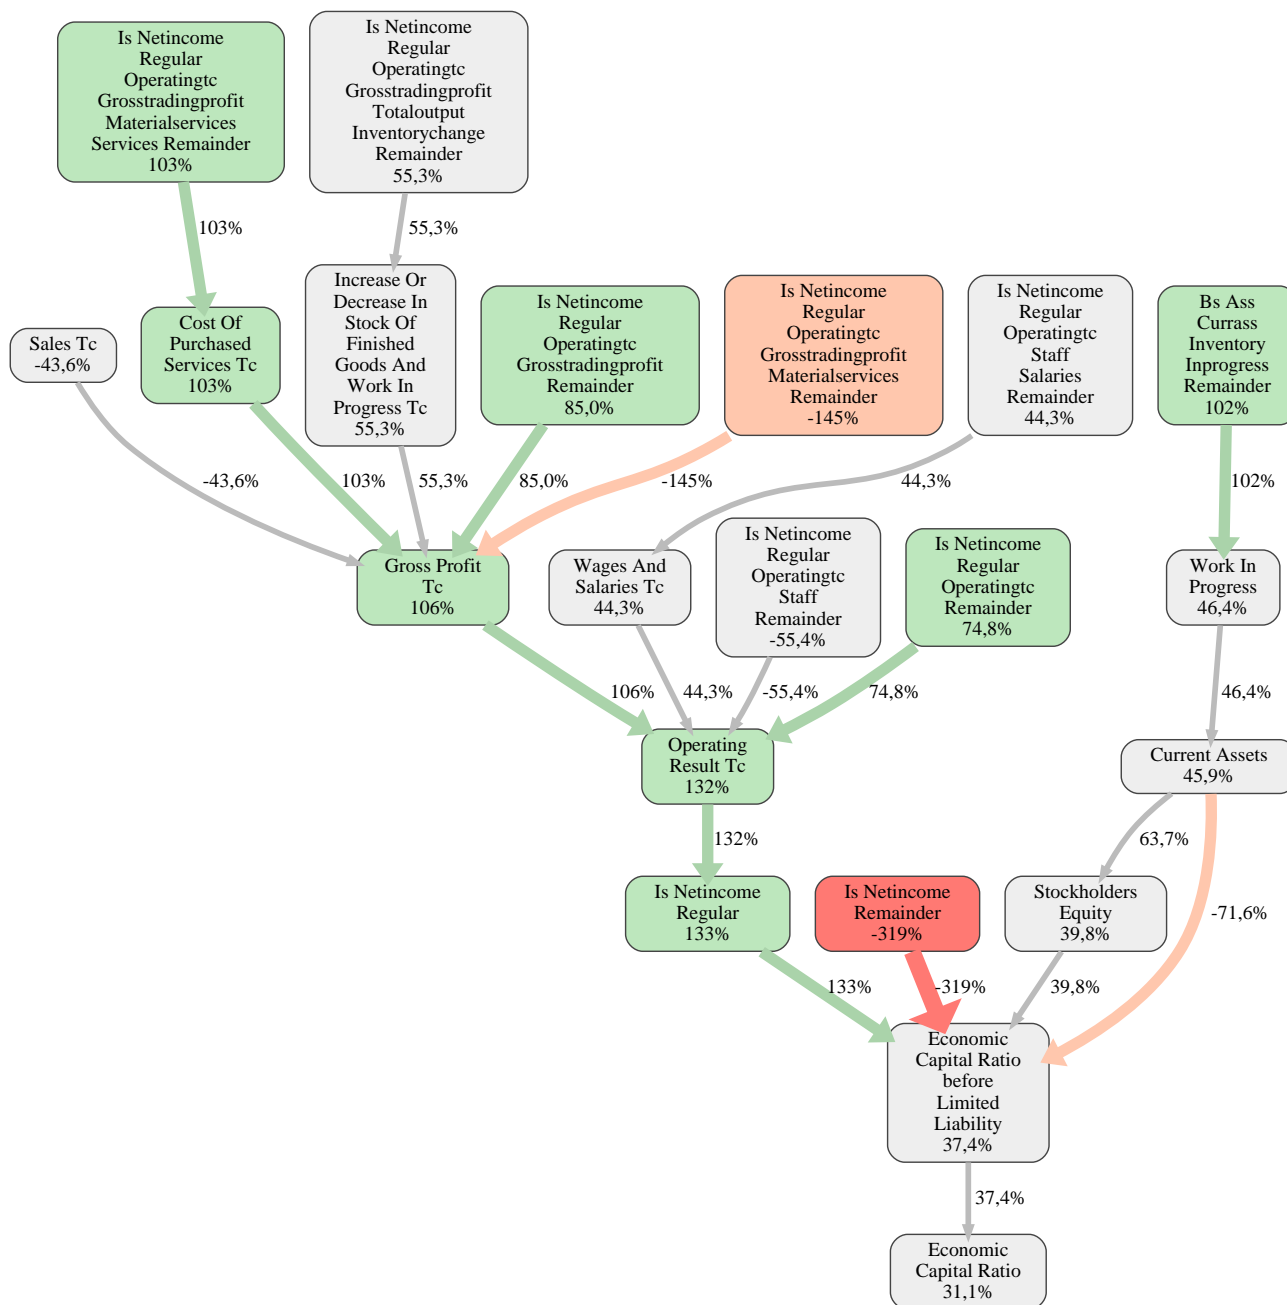 Is Netincome
Regular
Operatingtc
Grosstradingprofit
Materialservices
Services Remainder
103%
Is Netincome
Regular
Operatingtc
Grosstradingprofit
Totaloutput
Inventorychange
Remainder
55,3%
103%
55,3%
Sales Tc
-43,6%
Cost Of
Purchased
Services Tc
103%
Increase Or
Decrease In
Stock Of
Finished
Goods And
Work In
Progress Tc
55,3%
Is Netincome
Regular
Operatingtc
Grosstradingprofit
Remainder
85,0%
Is Netincome
Regular
Operatingtc
Grosstradingprofit
Materialservices
Remainder
-145%
Is Netincome
Regular
Operatingtc
Staff
Salaries
Remainder
44,3%
Bs Ass
Currass
Inventory
Inprogress
Remainder
102%
-43,6%
103%
55,3%
85,0%
-145%
44,3%
102%
Gross Profit
Tc
106%
Wages And
Salaries Tc
44,3%
Is Netincome
Regular
Operatingtc
Staff
Remainder
-55,4%
Is Netincome
Regular
Operatingtc
Remainder
74,8%
Work In
Progress
46,4%
106%
44,3%
-55,4%
74,8%
46,4%
Operating
Result Tc
132%
Current Assets
45,9%
132%
63,7%
-71,6%
Is Netincome
Regular
133%
Is Netincome
Remainder
-319%
Stockholders
Equity
39,8%
133%
-319%
39,8%
Economic
Capital Ratio
before
Limited
Liability
37,4%
37,4%
Economic
Capital Ratio
31,1%